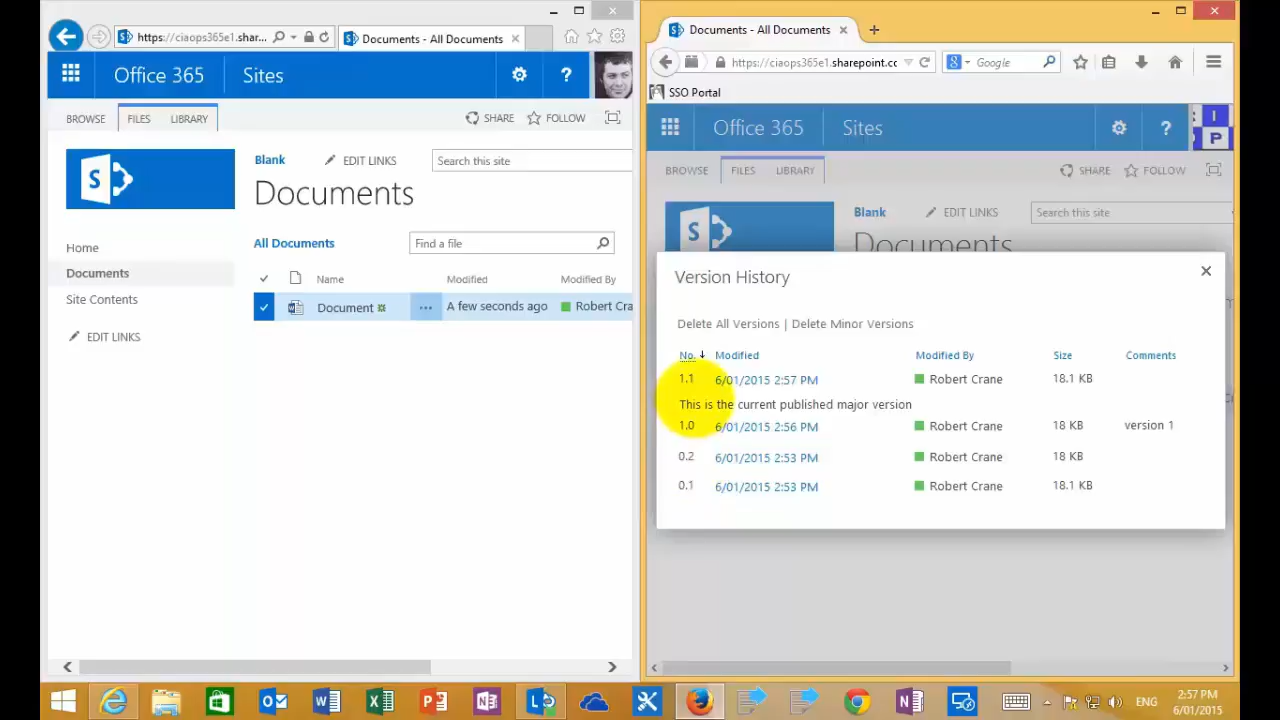 https://ciaops365e1.shar...
Documents - All Documents
Office 365
Sites
?
BROWSE
FILES
LIBRARY
SHARE
FOLLOW
S
Blank
EDIT LINKS
Search this site
Documents
Home
Documents
Site Contents
EDIT LINKS
All Documents
Find a file
Name
Modified
Modified By
Document
...
A few seconds ago
Robert Cra
Documents - All Documents
https://ciaops365e1.sharepoint.cc
Google
SSO Portal
Office 365
Sites
?
I
P
BROWSE
FILES
LIBRARY
SHARE
FOLLOW
S
Blank
EDIT LINKS
Search this site
Documents
Version History
Delete All Versions | Delete Minor Versions
No. Modified Modified By Size Comments
1.1 6/01/2015 2:57 PM Robert Crane 18.1 KB
This is the current published major version
1.0 6/01/2015 2:56 PM Robert Crane 18 KB version 1
0.2 6/01/2015 2:53 PM Robert Crane 18 KB
0.1 6/01/2015 2:53 PM Robert Crane 18.1 KB
ENG
2:57 PM
6/01/2015